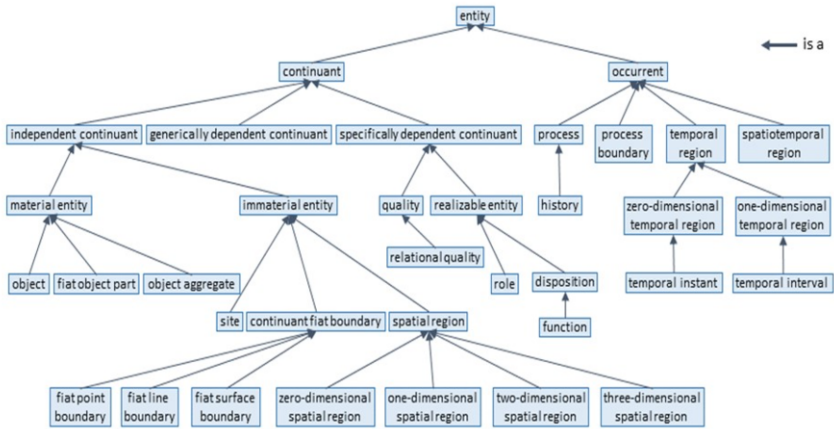 entity
is a
continuant
occurrent
independent continuant
generically dependent continuant
specifically dependent continuant
process
process
boundary
temporal
region
spatiotemporal
region
material entity
immaterial entity
quality
realizable entity
history
zero-dimensional
temporal region
one-dimensional
temporal region
relational quality
object
fiat object part
object aggregate
role
disposition
temporal instant
temporal interval
site
continuant fiat boundary
spatial region
function
fiat point
boundary
fiat line
boundary
fiat surface
boundary
zero-dimensional
spatial region
one-dimensional
spatial region
two-dimensional
spatial region
three-dimensional
spatial region